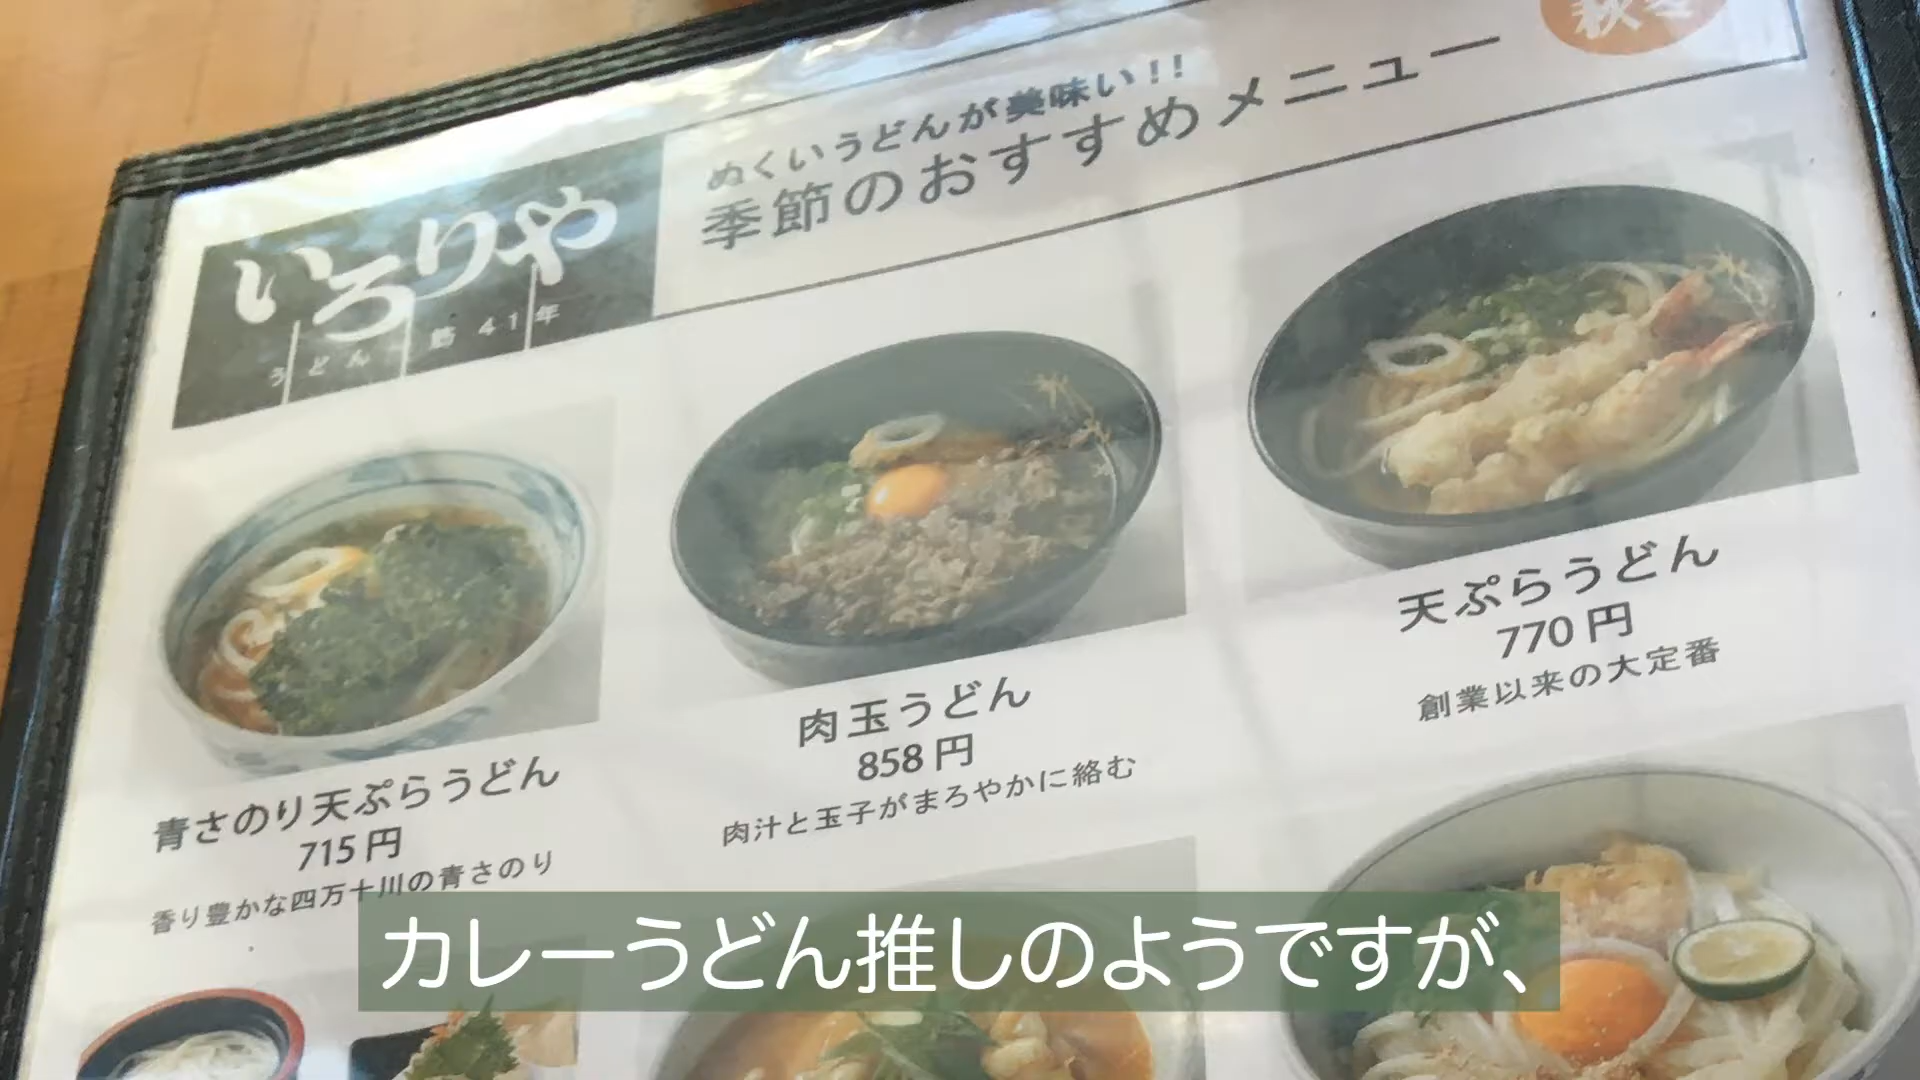 秋冬
ぬくいうどんが美味い!!
季節のおすすめメニュー
いろりや
うどん一筋 41年
青さのり天ぷらうどん
715円
香り豊かな四万十川の青さのり
肉玉うどん
858円
肉汁と玉子がまろやかに絡む
天ぷらうどん
770円
創業以来の大定番
カレーうどん推しのようですが、